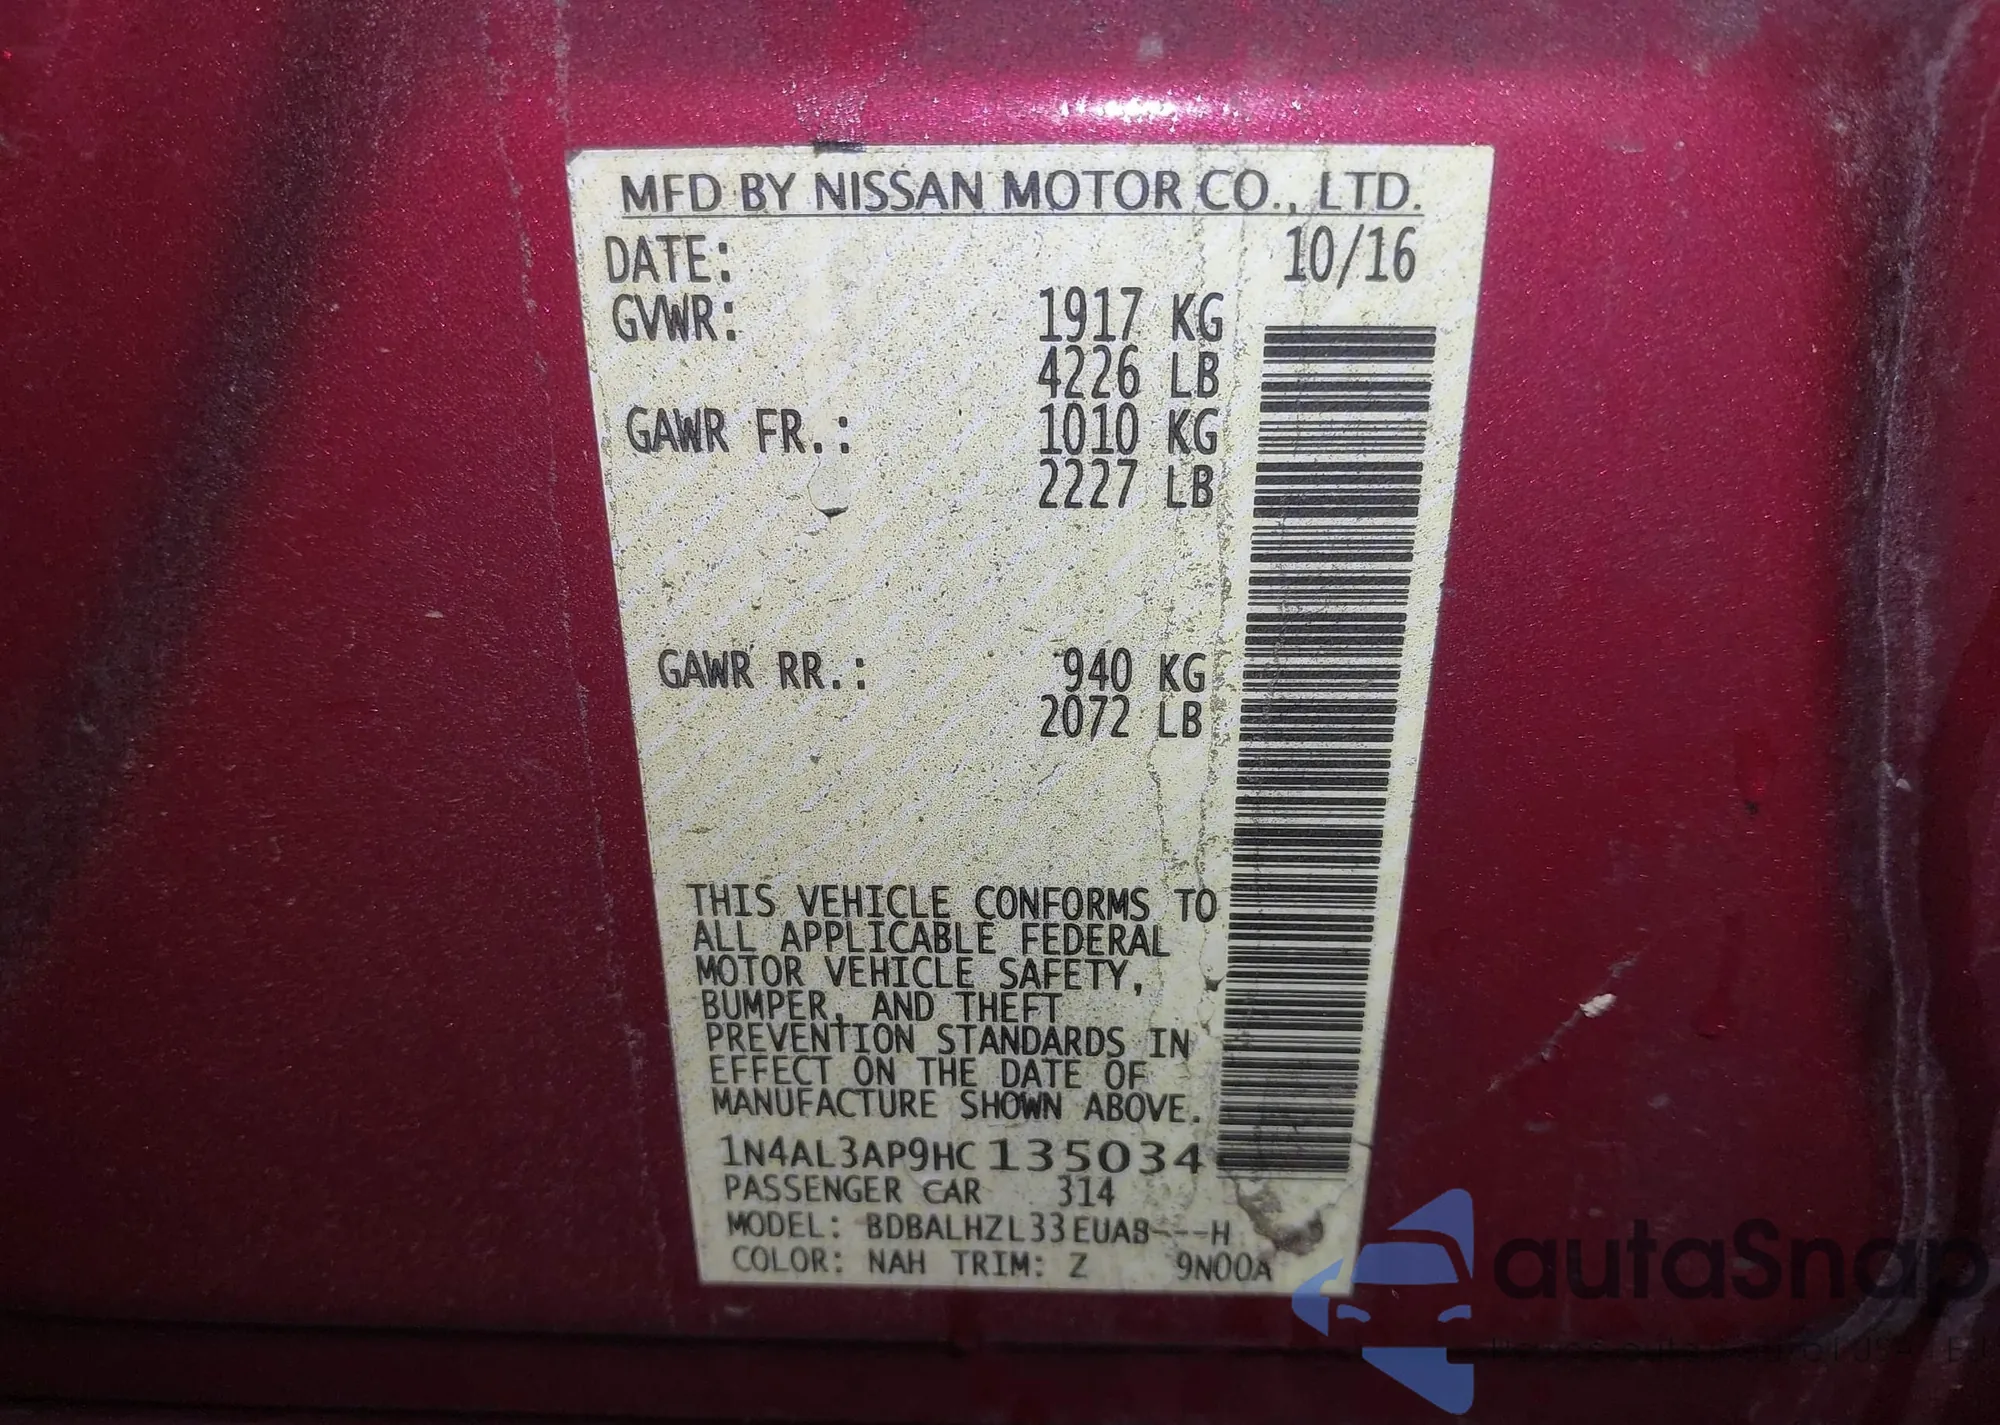 MFD BY NISSAN MOTOR CO., LTD.
DATE: 10/16
GVWR: 1917 KG
4226 LB
GAWR FR.: 1010 KG
2227 LB
GAWR RR.: 940 KG
2072 LB
THIS VEHICLE CONFORMS TO
ALL APPLICABLE FEDERAL
MOTOR VEHICLE SAFETY,
BUMPER, AND THEFT
PREVENTION STANDARDS IN
EFFECT ON THE DATE OF
MANUFACTURE SHOWN ABOVE.
1N4AL3AP9HC135034
PASSENGER CAR 314
MODEL: BDBALHZL33EUAB---H
COLOR: NAH TRIM: Z 9N00A
autaSnap